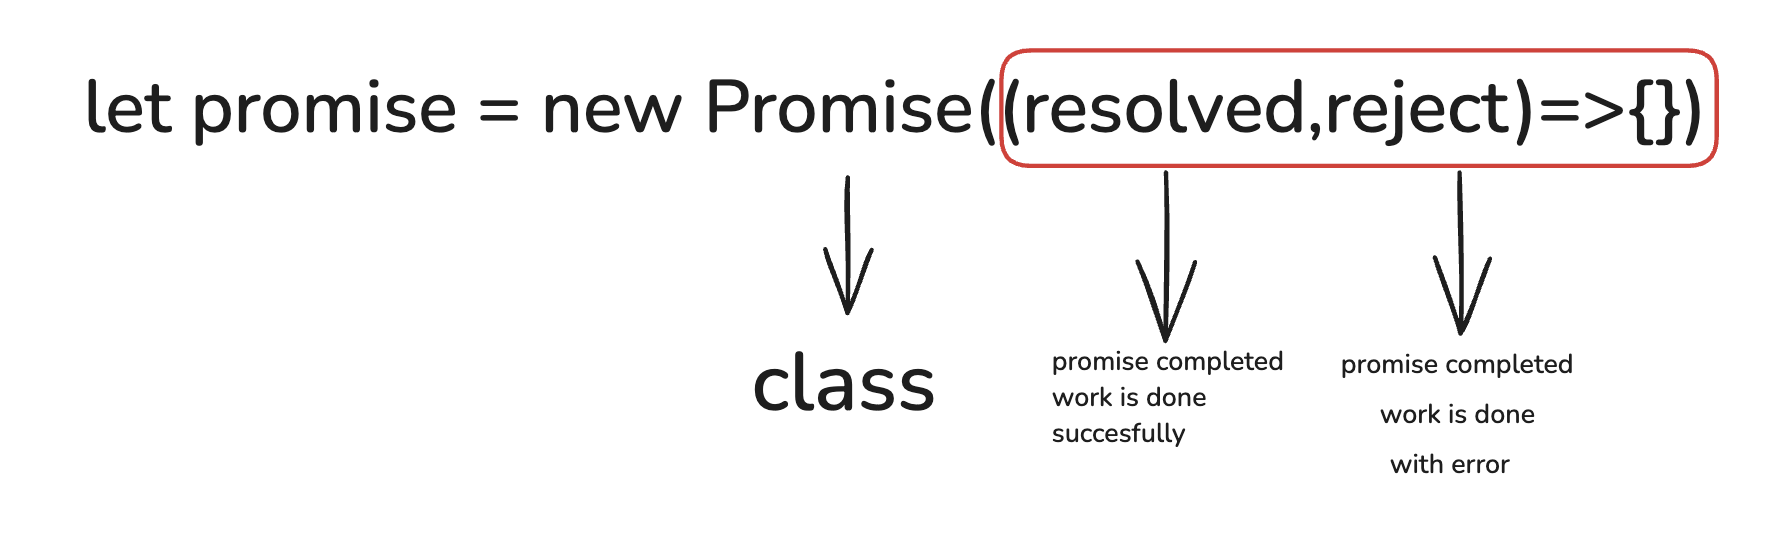 let promise = new Promise((resolved,reject)=>{})
class
promise completed
work is done
succesfully
promise completed
work is done
with error